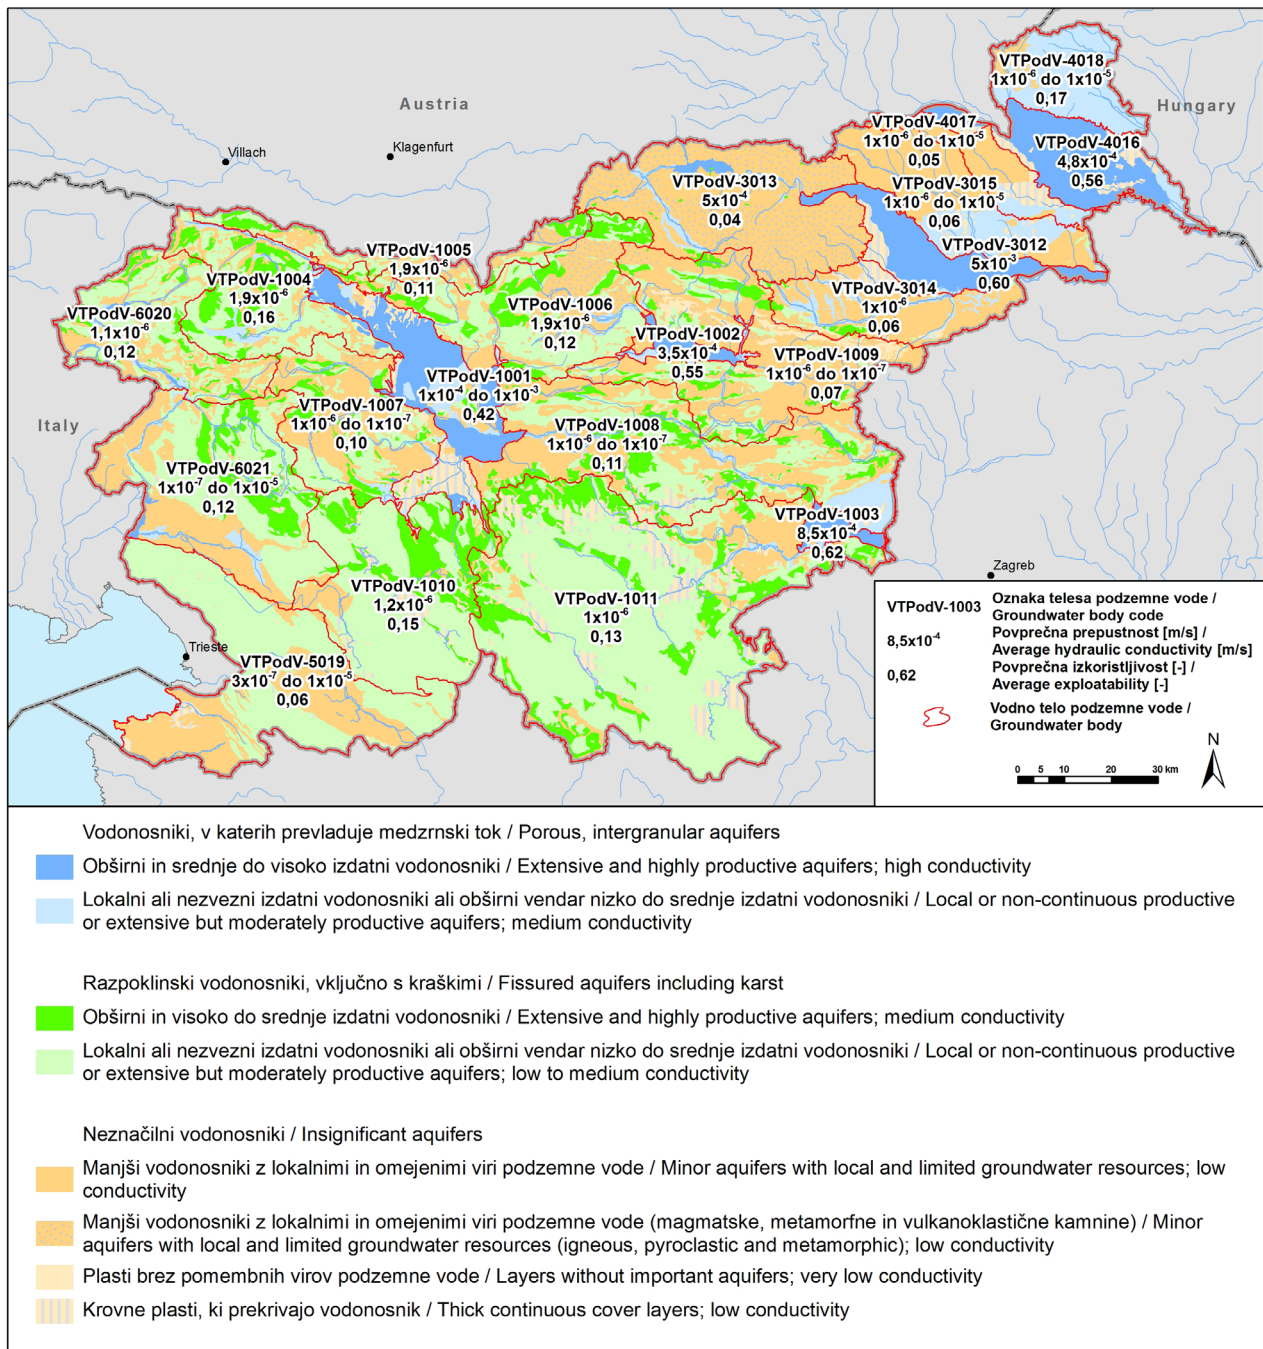 Austria
Hungary
Italy
Villach
Klagenfurt
Trieste
Zagreb
VTPodV-4018
1x10⁻⁶ do 1x10⁻⁵
0,17
VTPodV-4017
1x10⁻⁶ do 1x10⁻⁵
0,05
VTPodV-4016
4,8x10⁻⁴
0,56
VTPodV-3013
5x10⁻⁴
0,04
VTPodV-3015
1x10⁻⁶ do 1x10⁻⁵
0,06
VTPodV-3012
5x10⁻³
0,60
VTPodV-1005
1,9x10⁻⁶
0,11
VTPodV-1004
1,9x10⁻⁶
0,16
VTPodV-3014
1x10⁻⁶
0,06
VTPodV-6020
1,1x10⁻⁶
0,12
VTPodV-1006
1,9x10⁻⁶
0,12
VTPodV-1002
3,5x10⁻⁴
0,55
VTPodV-1009
1x10⁻⁶ do 1x10⁻⁷
0,07
VTPodV-1001
1x10⁻⁴ do 1x10⁻³
0,42
VTPodV-1007
1x10⁻⁶ do 1x10⁻⁷
0,10
VTPodV-1008
1x10⁻⁶ do 1x10⁻⁷
0,11
VTPodV-6021
1x10⁻⁷ do 1x10⁻⁵
0,12
VTPodV-1003
8,5x10⁻⁴
0,62
VTPodV-1010
1,2x10⁻⁶
0,15
VTPodV-1011
1x10⁻⁶
0,13
VTPodV-5019
3x10⁻⁷ do 1x10⁻⁵
0,06
VTPodV-1003
Oznaka telesa podzemne vode /
Groundwater body code
8,5x10⁻⁴
Povprečna prepustnost [m/s] /
Average hydraulic conductivity [m/s]
0,62
Povprečna izkoristljivost [-] /
Average exploatability [-]
Vodno telo podzemne vode /
Groundwater body
N
0 5 10 20 30 km
Vodonosniki, v katerih prevladuje medzrnski tok / Porous, intergranular aquifers
Obširni in srednje do visoko izdatni vodonosniki / Extensive and highly productive aquifers; high conductivity
Lokalni ali nezvezni izdatni vodonosniki ali obširni vendar nizko do srednje izdatni vodonosniki / Local or non-continuous productive
or extensive but moderately productive aquifers; medium conductivity
Razpoklinski vodonosniki, vključno s kraškimi / Fissured aquifers including karst
Obširni in visoko do srednje izdatni vodonosniki / Extensive and highly productive aquifers; medium conductivity
Lokalni ali nezvezni izdatni vodonosniki ali obširni vendar nizko do srednje izdatni vodonosniki / Local or non-continuous productive
or extensive but moderately productive aquifers; low to medium conductivity
Neznačilni vodonosniki / Insignificant aquifers
Manjši vodonosniki z lokalnimi in omejenimi viri podzemne vode / Minor aquifers with local and limited groundwater resources; low
conductivity
Manjši vodonosniki z lokalnimi in omejenimi viri podzemne vode (magmatske, metamorfne in vulkanoklastične kamnine) / Minor
aquifers with local and limited groundwater resources (igneous, pyroclastic and metamorphic); low conductivity
Plasti brez pomembnih virov podzemne vode / Layers without important aquifers; very low conductivity
Krovne plasti, ki prekrivajo vodonosnik / Thick continuous cover layers; low conductivity